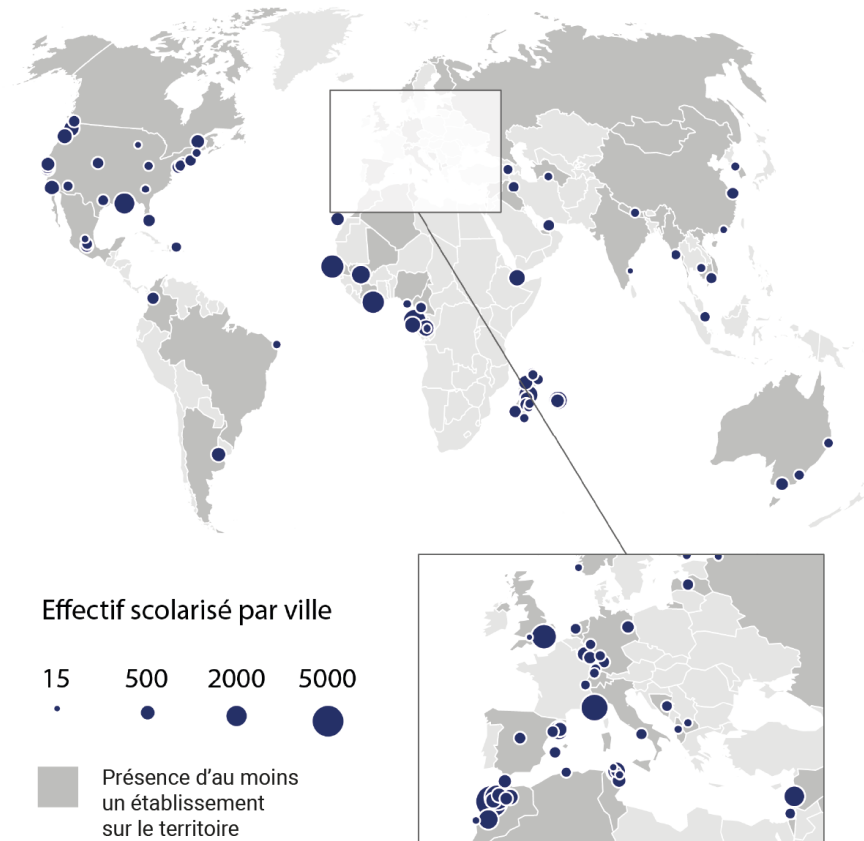 Effectif scolarisé par ville
15 500 2000 5000
Présence d’au moins
un établissement
sur le territoire